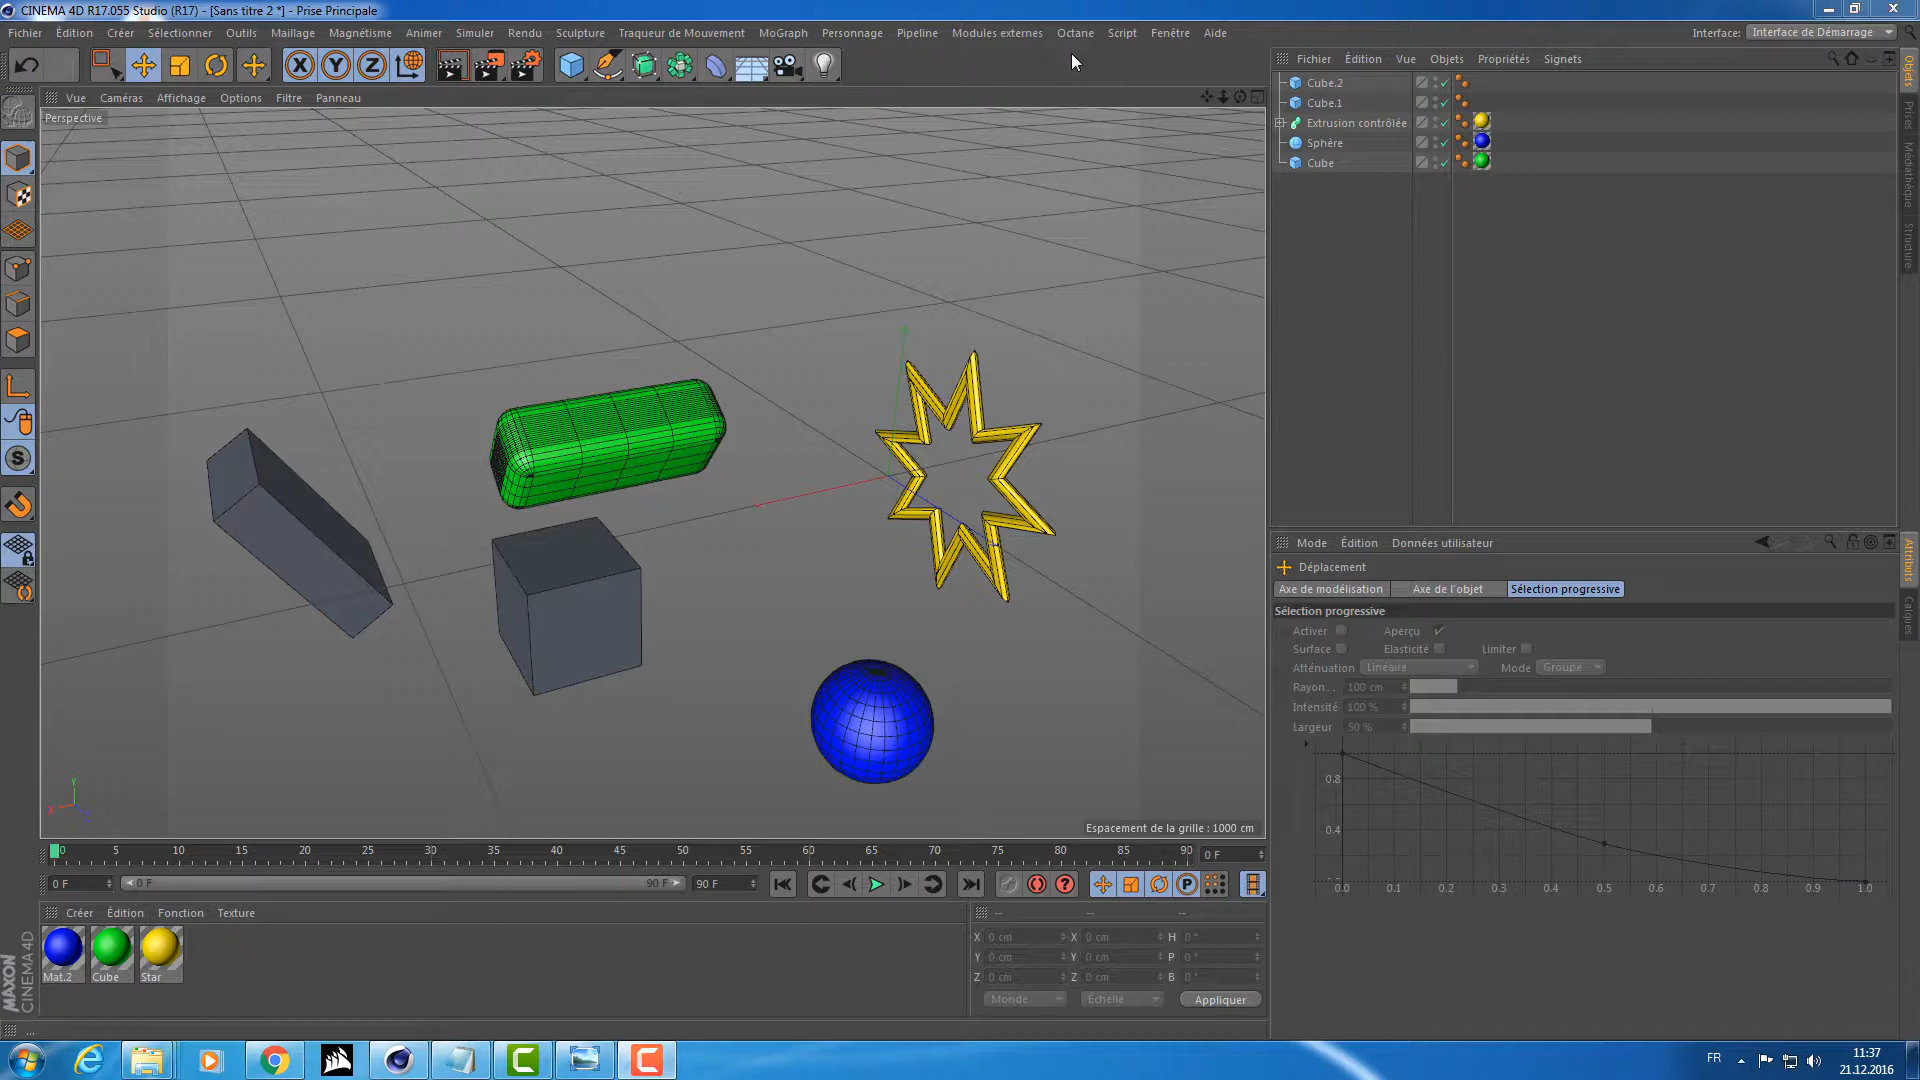 CINEMA 4D R17.055 Studio (R17) - [Sans titre 2 *] - Prise Principale
Fichier Édition Créer Sélectionner Outils Maillage Magnétisme Animer Simuler Rendu Sculpture Traqueur de Mouvement MoGraph Personnage Pipeline Modules externes Octane Script Fenêtre Aide
Interface: Interface de Démarrage
Vue Caméras Affichage Options Filtre Panneau
Perspective
Espacement de la grille : 1000 cm
Fichier Édition Vue Objets Propriétés Signets
Cube.2
Cube.1
Extrusion contrôlée
Sphère
Cube
Objets
Prises
Médiathèque
Structure
Mode Édition Données utilisateur
Déplacement
Axe de modélisation Axe de l'objet Sélection progressive
Sélection progressive
Activer Aperçu
Surface Elasticité Limiter
Atténuation Linéaire Mode Groupe
Rayon . . 100 cm
Intensité 100 %
Largeur 50 %
0.8
0.4
0.0 0.1 0.2 0.3 0.4 0.5 0.6 0.7 0.8 0.9 1.0
Attributs
Calques
0 5 10 15 20 25 30 35 40 45 50 55 60 65 70 75 80 85 90 0 F
0 F 0 F 90 F 90 F
Créer Édition Fonction Texture
Mat.2 Cube Star
-- -- --
X 0 cm X 0 cm H 0 °
Y 0 cm Y 0 cm P 0 °
Z 0 cm Z 0 cm B 0 °
Monde Échelle Appliquer
MAXON
CINEMA 4D
...
FR
11:37
21.12.2016